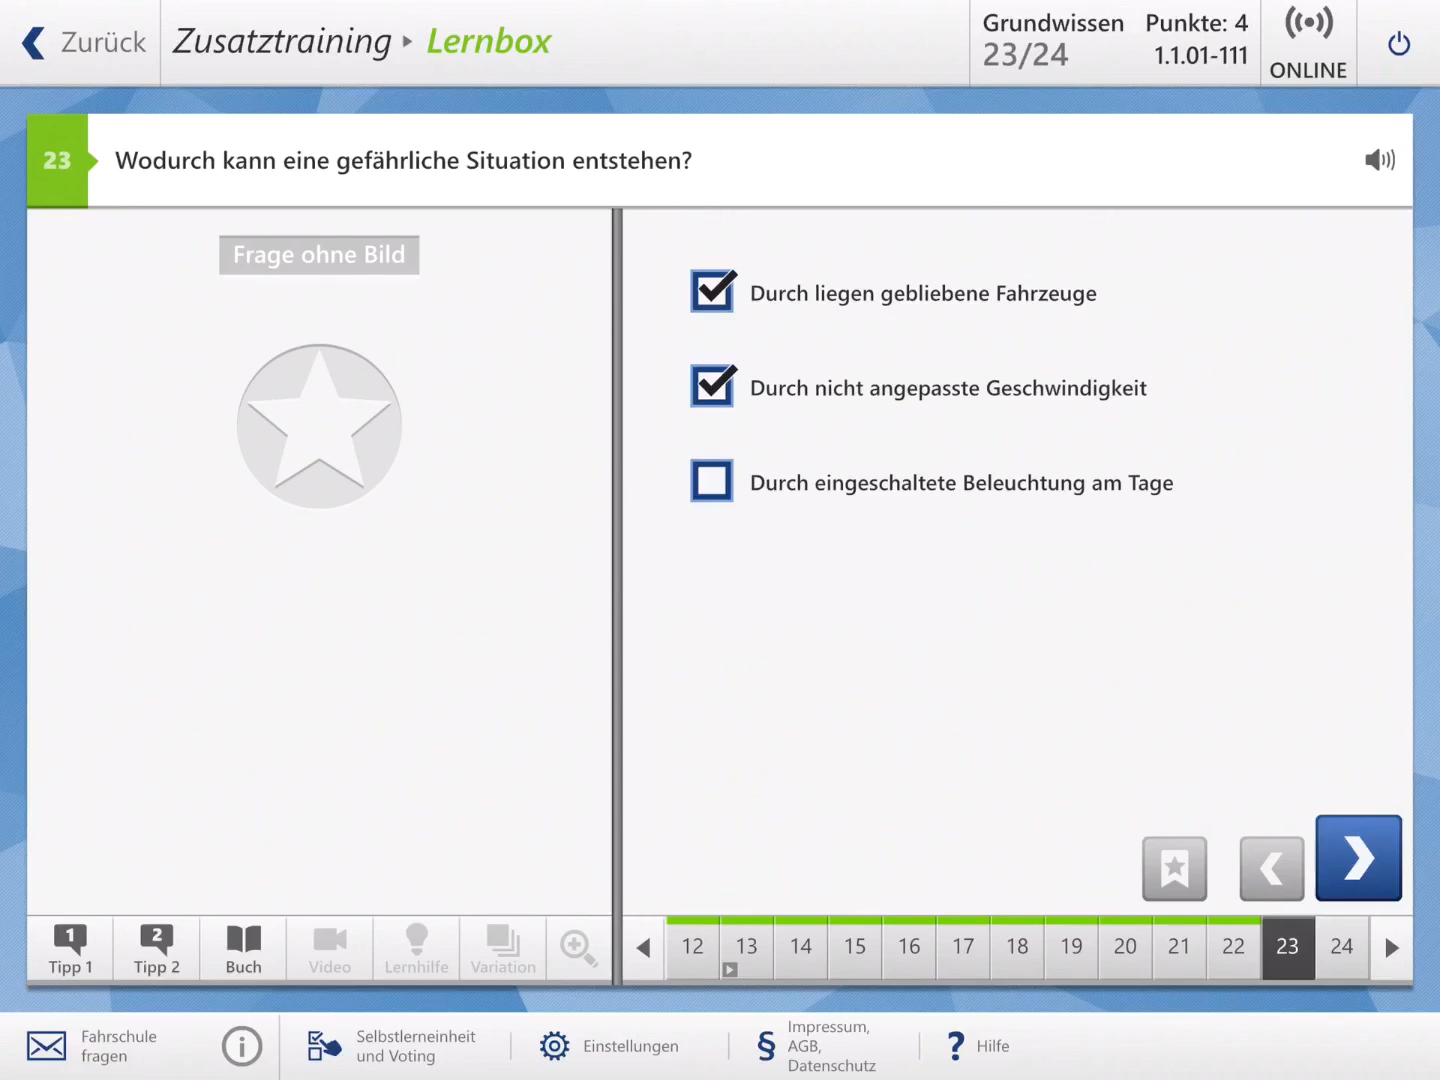 Zurück
Zusatztraining ▸ Lernbox
Grundwissen
23/24
Punkte: 4
1.1.01-111
ONLINE
23
Wodurch kann eine gefährliche Situation entstehen?
Frage ohne Bild
Durch liegen gebliebene Fahrzeuge
Durch nicht angepasste Geschwindigkeit
Durch eingeschaltete Beleuchtung am Tage
1
Tipp 1
2
Tipp 2
Buch
Video
Lernhilfe
Variation
12 13 14 15 16 17 18 19 20 21 22 23 24
Fahrschule
fragen
Selbstlerneinheit
und Voting
Einstellungen
§
Impressum,
AGB,
Datenschutz
?
Hilfe